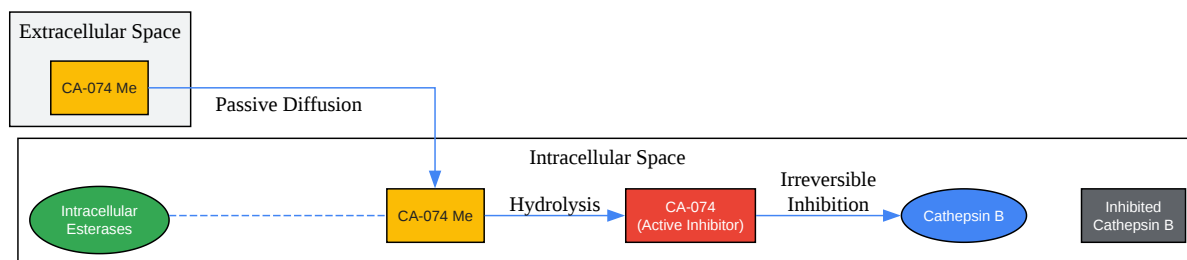 Extracellular Space
CA-074 Me
Passive Diffusion
Intracellular Space
Intracellular
Esterases
CA-074 Me
Hydrolysis
CA-074
(Active Inhibitor)
Irreversible
Inhibition
Cathepsin B
Inhibited
Cathepsin B